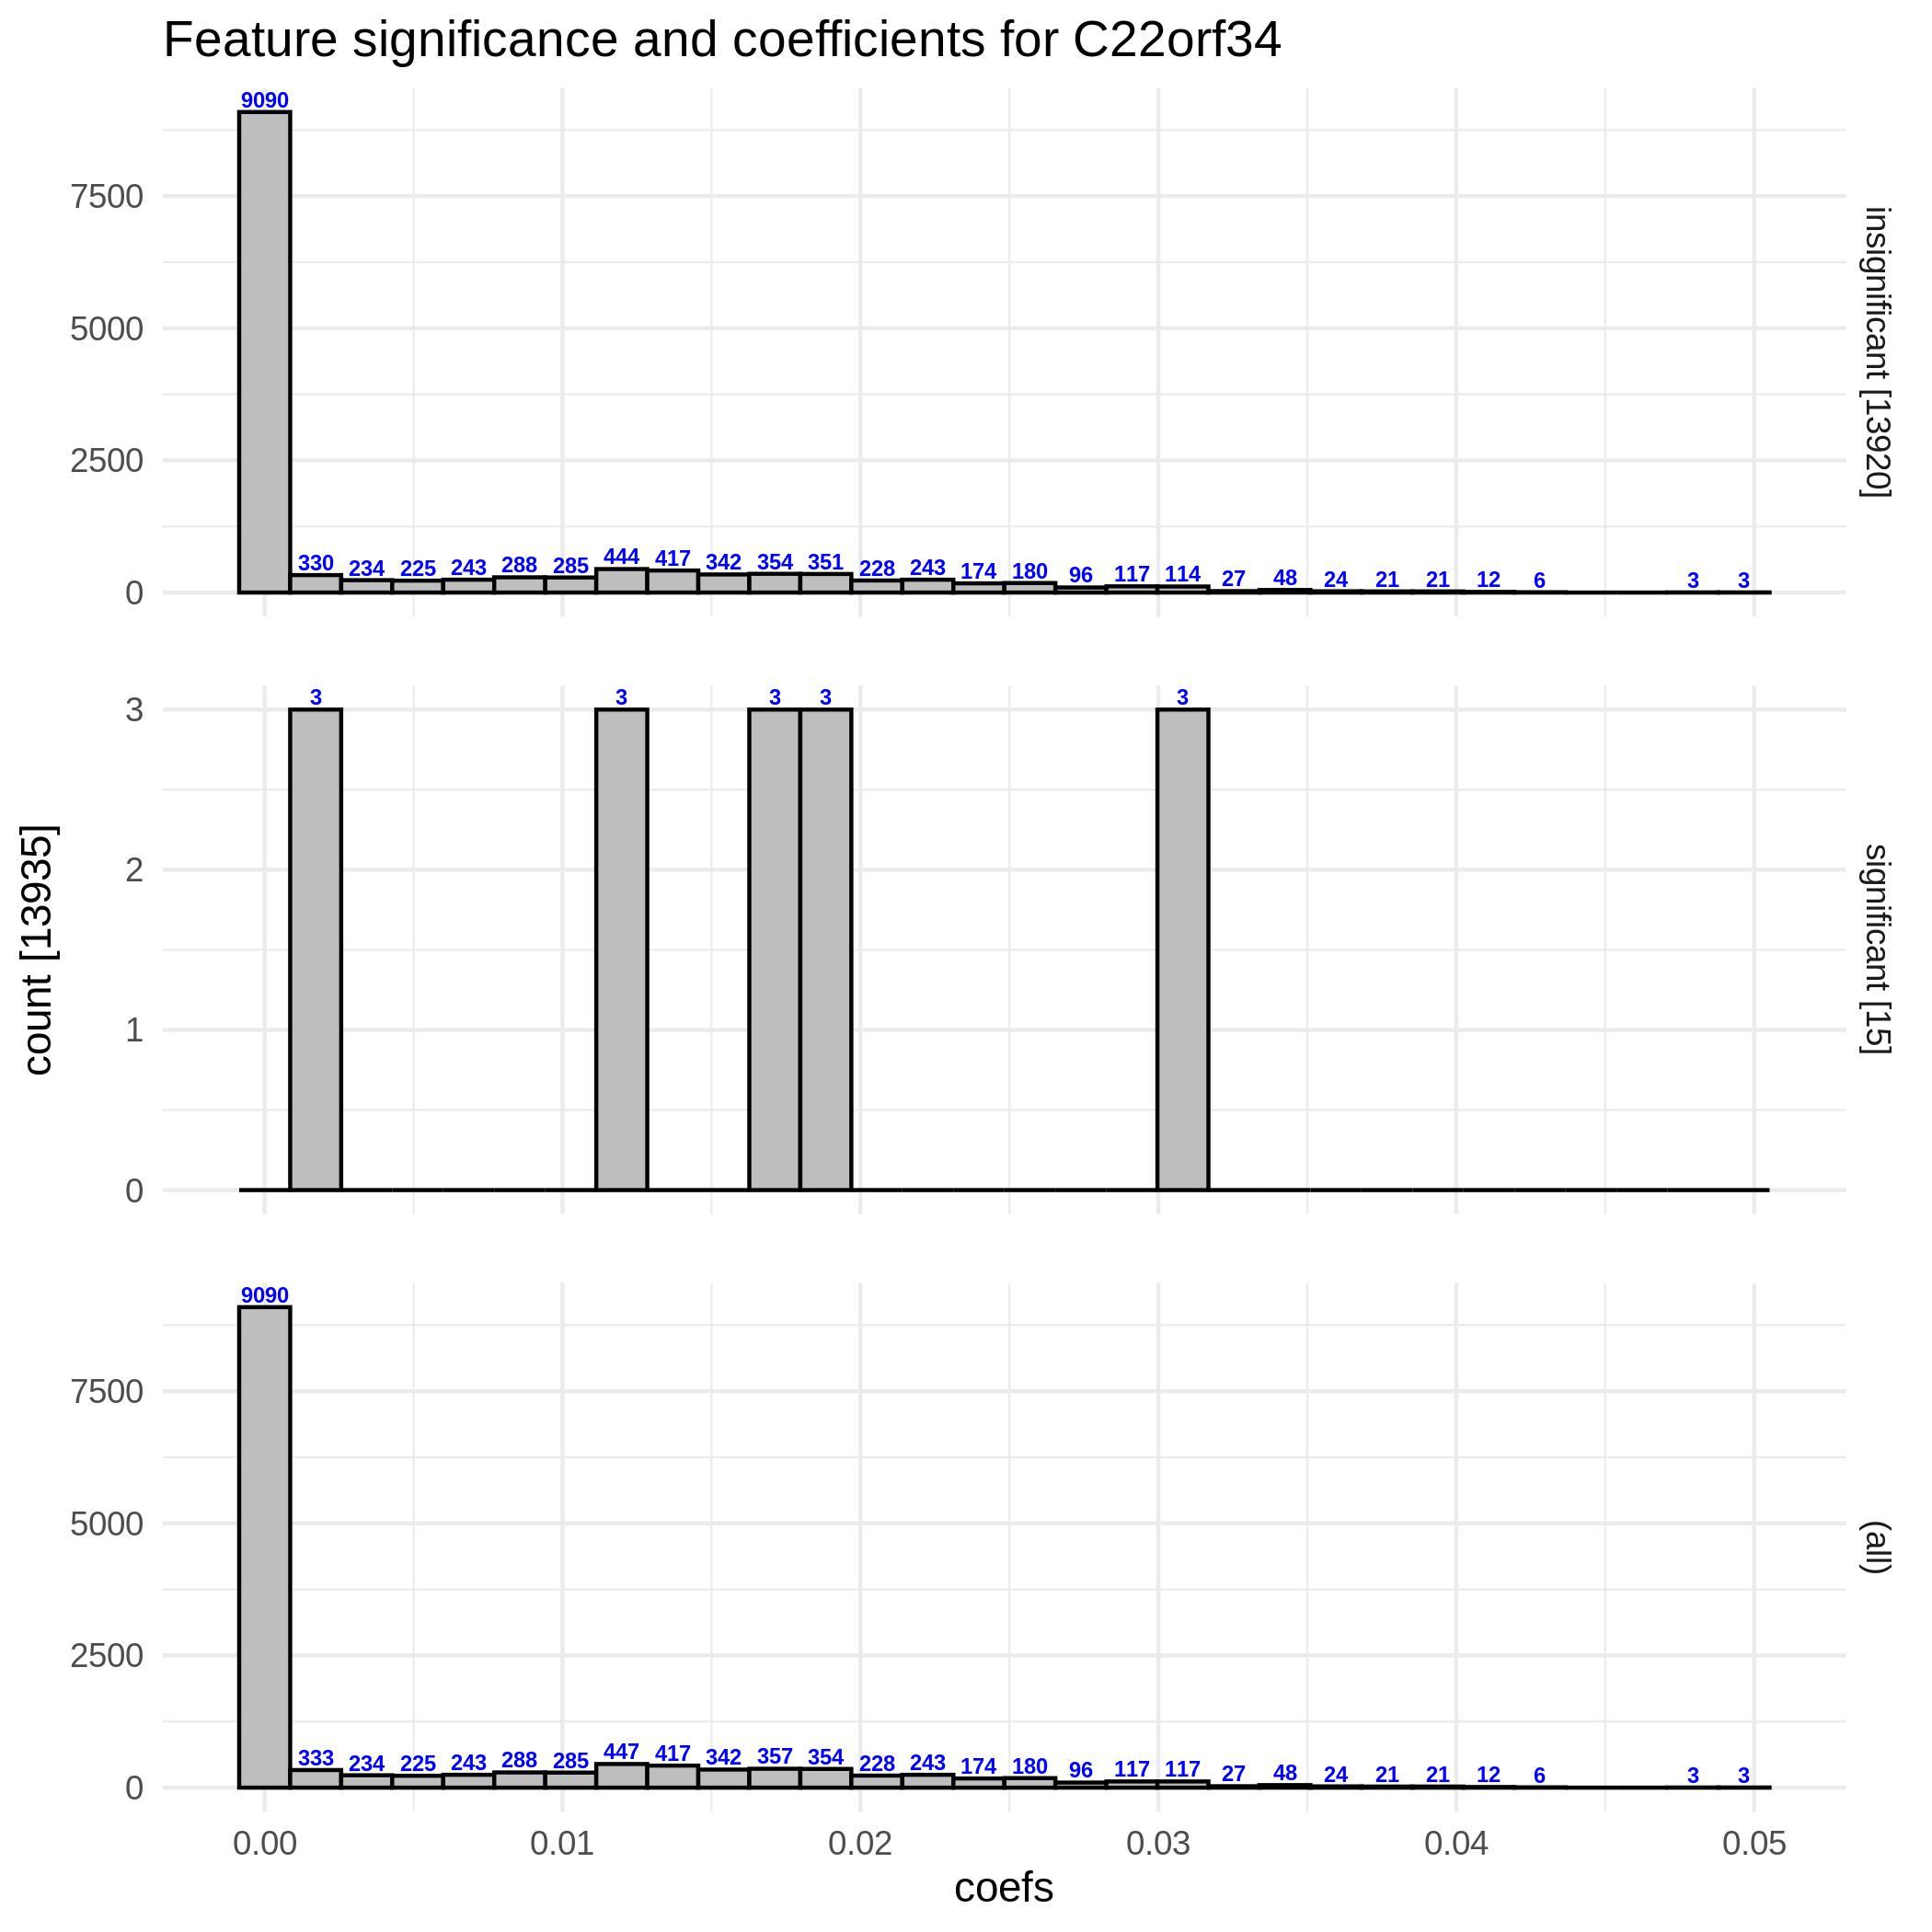 Feature significance and coefficients for C22orf34
9090
7500
5000
2500
0
330 234 225 243 288 285 444 417 342 354 351 228 243 174 180 96 117 114 27 48 24 21 21 12 6 3 3
insignificant [13920]
3 3 3 3 3
3
2
1
0
significant [15]
count [13935]
9090
7500
5000
2500
0
333 234 225 243 288 285 447 417 342 357 354 228 243 174 180 96 117 117 27 48 24 21 21 12 6 3 3
(all)
0.00 0.01 0.02 0.03 0.04 0.05
coefs